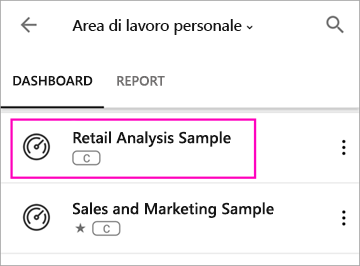 Area di lavoro personale
DASHBOARD REPORT
Retail Analysis Sample
C
Sales and Marketing Sample
C